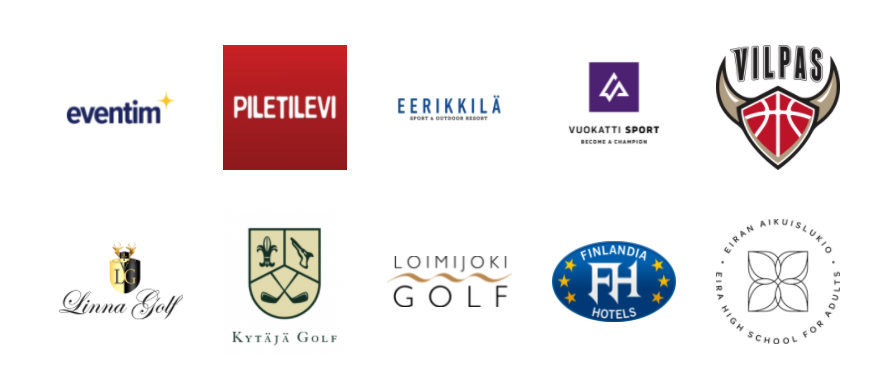 eventim
PILETILEVI
EERIKKILÄ
SPORT & OUTDOOR RESORT
VUOKATTI SPORT
BECOME A CHAMPION
VILPAS
LG
Linna Golf
KYTÄJÄ GOLF
LOIMIJOKI
GOLF
FINLANDIA
FH
HOTELS
• EIRAN AIKUISLUKIO •
EIRA HIGH SCHOOL FOR ADULTS